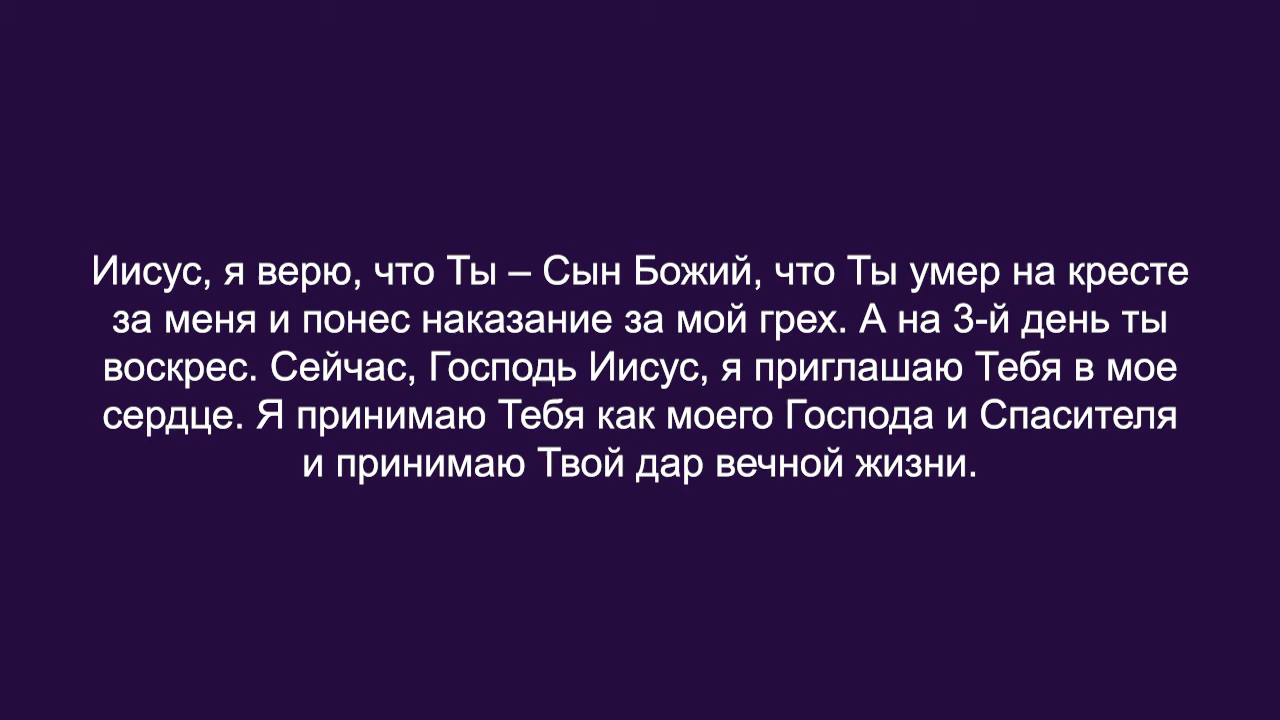 Иисус, я верю, что Ты – Сын Божий, что Ты умер на кресте
за меня и понес наказание за мой грех. А на 3-й день ты
воскрес. Сейчас, Господь Иисус, я приглашаю Тебя в мое
сердце. Я принимаю Тебя как моего Господа и Спасителя
и принимаю Твой дар вечной жизни.